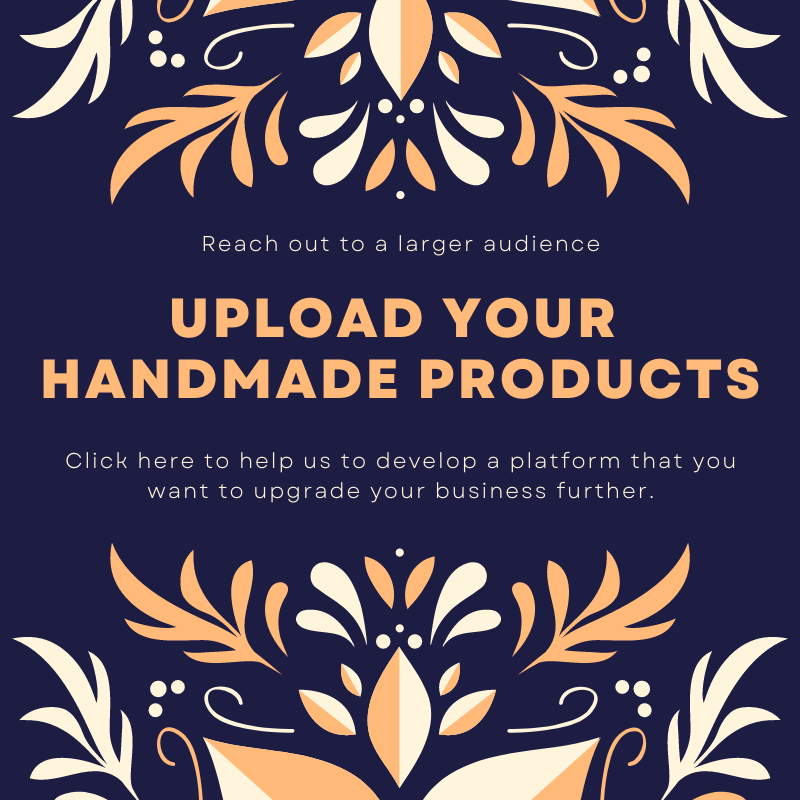 Reach out to a larger audience
UPLOAD YOUR
HANDMADE PRODUCTS
Click here to help us to develop a platform that you
want to upgrade your business further.